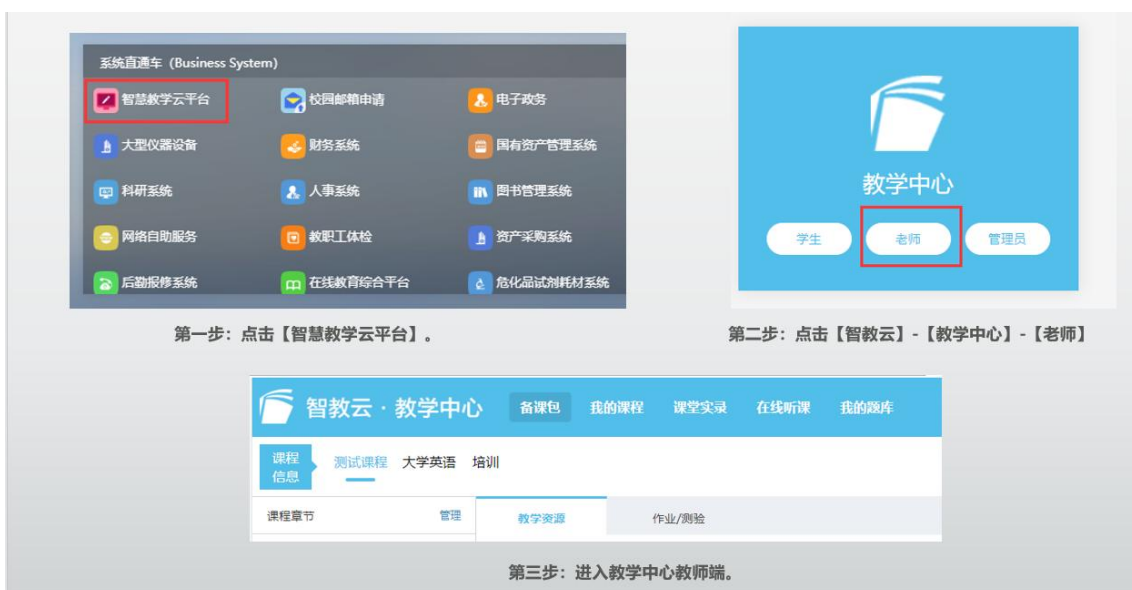 系统直通车（Business System）
智慧教学云平台 校园邮箱申请 电子政务
大型仪器设备 财务系统 国有资产管理系统
科研系统 人事系统 图书管理系统
网络自助服务 教职工体检 资产采购系统
后勤报修系统 在线教育综合平台 危化品试剂耗材系统
第一步：点击【智慧教学云平台】。
教学中心
学生 老师 管理员
第二步：点击【智教云】-【教学中心】-【老师】
智教云·教学中心 备课包 我的课程 课堂实录 在线听课 我的题库
课程
信息
测试课程 大学英语 培训
课程章节 管理 教学资源 作业/测验
第三步：进入教学中心教师端。